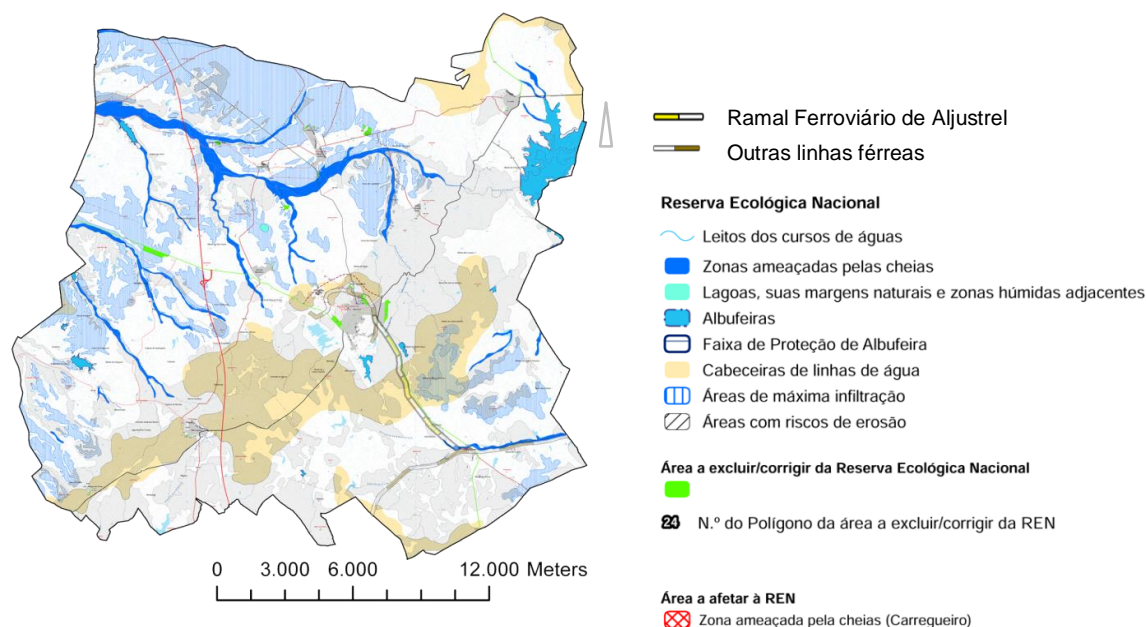 Ramal Ferroviário de Aljustrel
Outras linhas férreas
Reserva Ecológica Nacional
Leitos dos cursos de águas
Zonas ameaçadas pelas cheias
Lagoas, suas margens naturais e zonas húmidas adjacentes
Albufeiras
Faixa de Proteção de Albufeira
Cabeceiras de linhas de água
Áreas de máxima infiltração
Áreas com riscos de erosão
Área a excluir/corrigir da Reserva Ecológica Nacional
24 N.º do Polígono da área a excluir/corrigir da REN
Área a afetar à REN
Zona ameaçada pela cheias (Carregueiro)
0 3.000 6.000 12.000 Meters